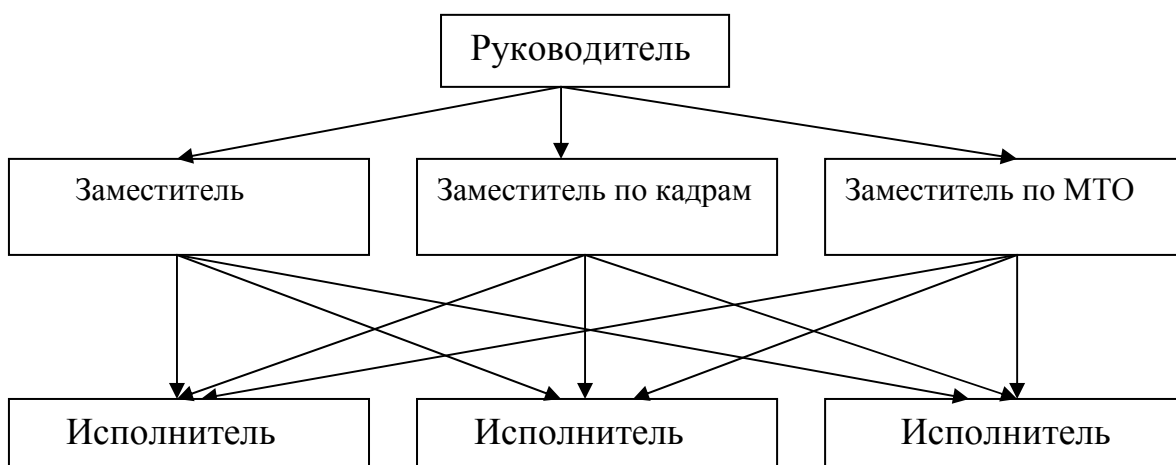 Руководитель
Заместитель
Заместитель по кадрам
Заместитель по МТО
Исполнитель
Исполнитель
Исполнитель